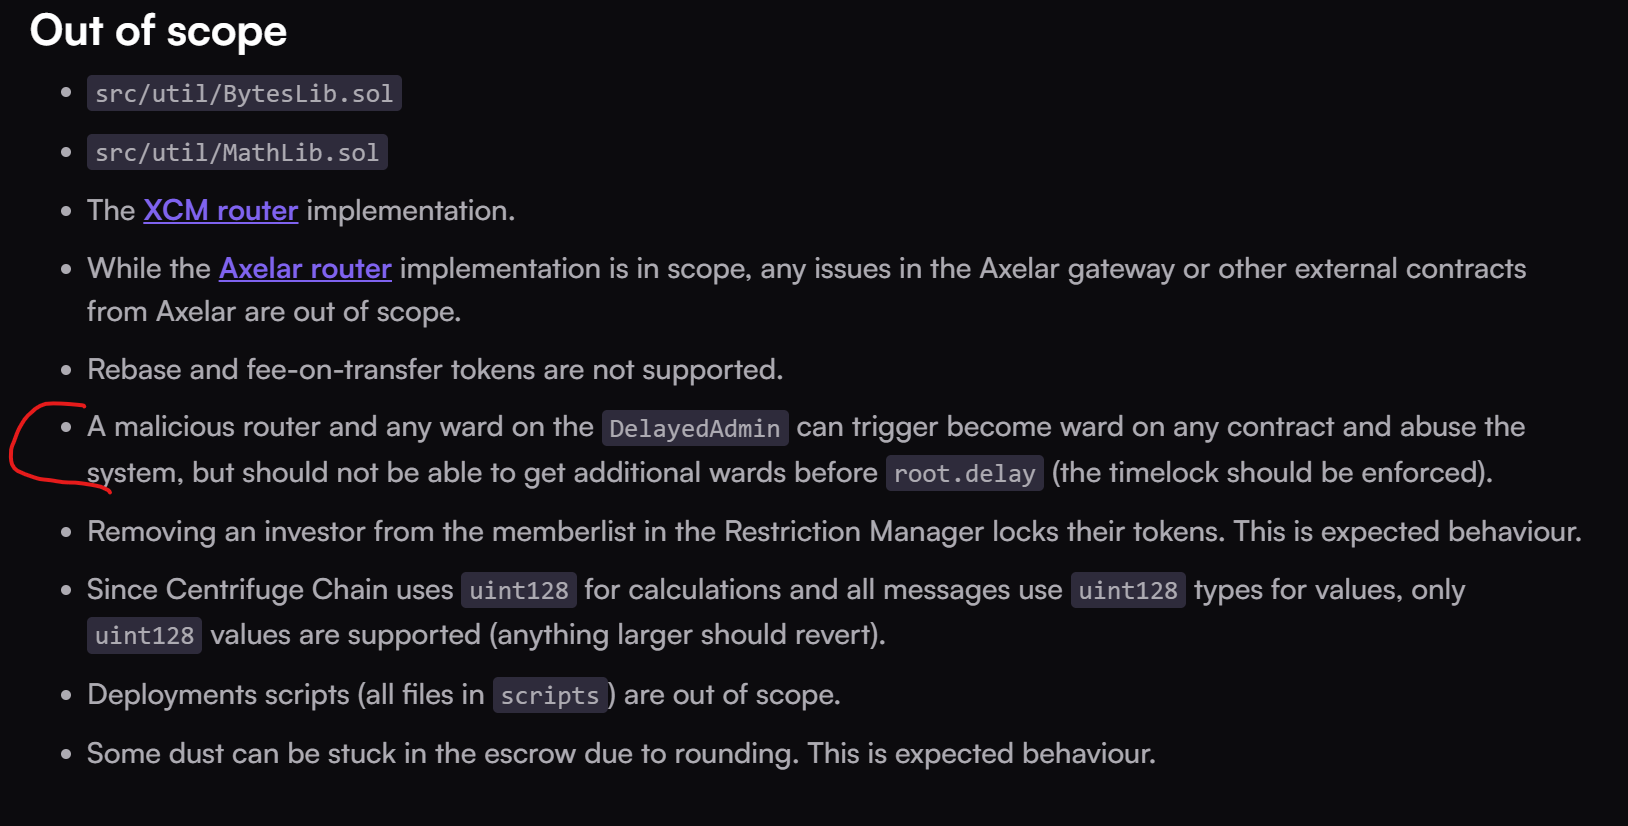 Out of scope
src/util/BytesLib.sol
src/util/MathLib.sol
The XCM router implementation.
While the Axelar router implementation is in scope, any issues in the Axelar gateway or other external contracts
from Axelar are out of scope.
Rebase and fee-on-transfer tokens are not supported.
A malicious router and any ward on the DelayedAdmin can trigger become ward on any contract and abuse the
system, but should not be able to get additional wards before root.delay (the timelock should be enforced).
Removing an investor from the memberlist in the Restriction Manager locks their tokens. This is expected behaviour.
Since Centrifuge Chain uses uint128 for calculations and all messages use uint128 types for values, only
uint128 values are supported (anything larger should revert).
Deployments scripts (all files in scripts) are out of scope.
Some dust can be stuck in the escrow due to rounding. This is expected behaviour.